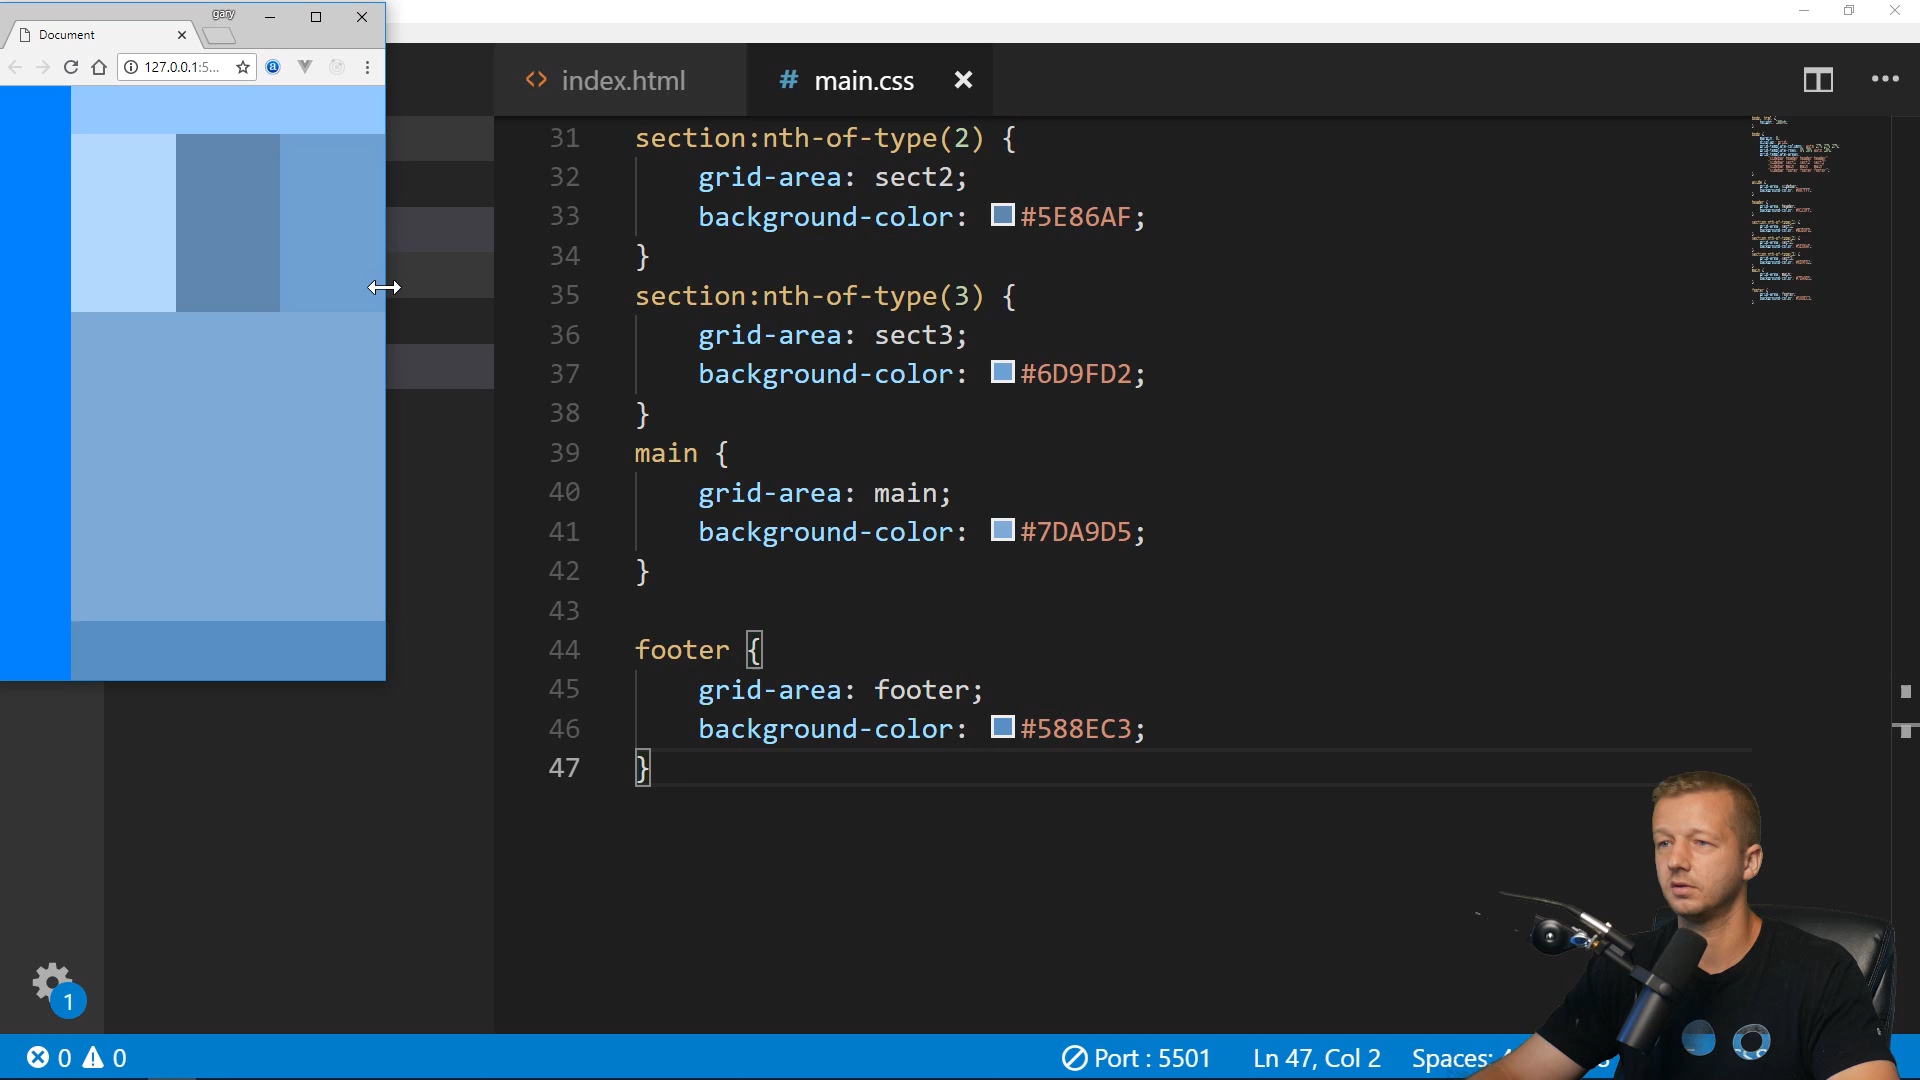 gary
Document
127.0.0.1:5...
index.html
# main.css
31 section:nth-of-type(2) {
32 grid-area: sect2;
33 background-color: #5E86AF;
34 }
35 section:nth-of-type(3) {
36 grid-area: sect3;
37 background-color: #6D9FD2;
38 }
39 main {
40 grid-area: main;
41 background-color: #7DA9D5;
42 }
43
44 footer {
45 grid-area: footer;
46 background-color: #588EC3;
47 }
1
0 0
Port : 5501
Ln 47, Col 2
Spaces: